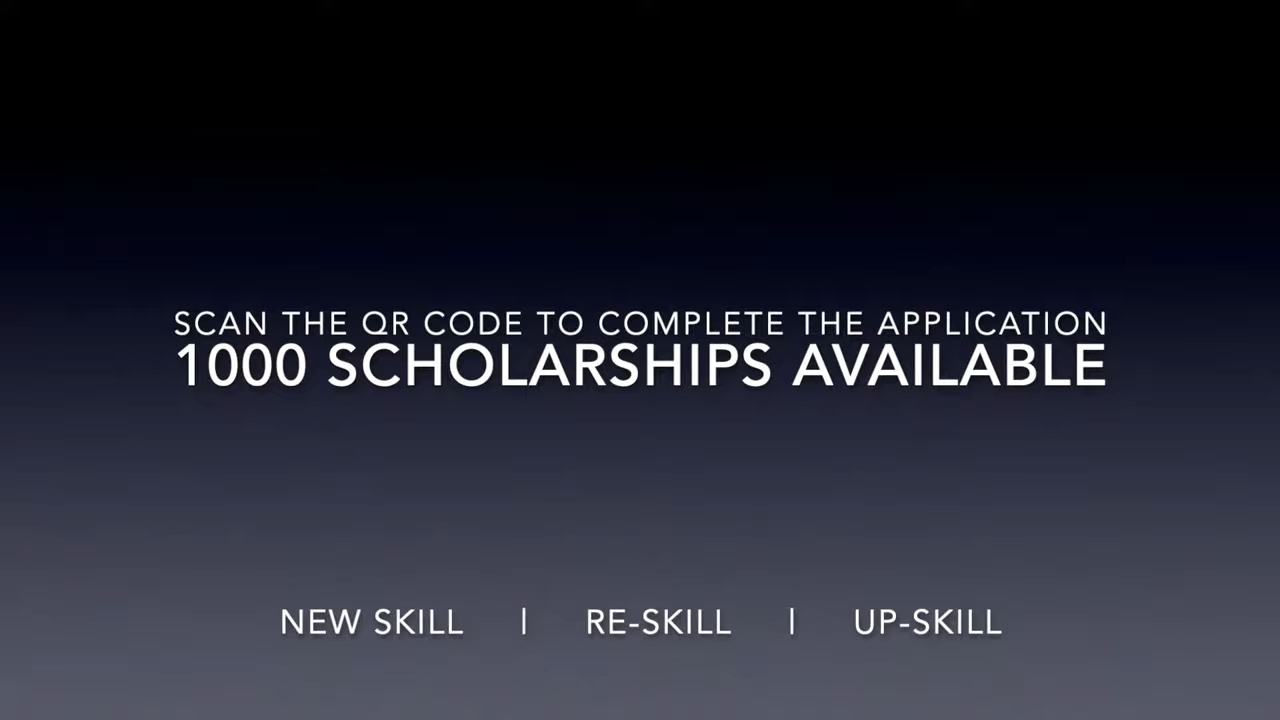 SCAN THE QR CODE TO COMPLETE THE APPLICATION
1000 SCHOLARSHIPS AVAILABLE
NEW SKILL | RE-SKILL | UP-SKILL